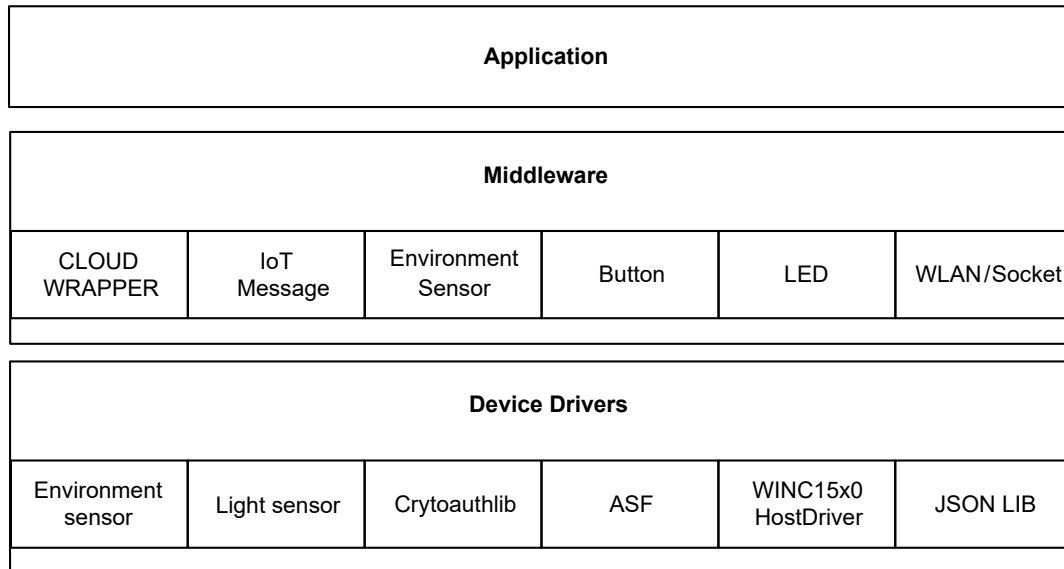 Application
Middleware
CLOUD
WRAPPER
IoT
Message
Environment
Sensor
Button
LED
WLAN/Socket
Device Drivers
Environment
sensor
Light sensor
Crytoauthlib
ASF
WINC15x0
HostDriver
JSON LIB